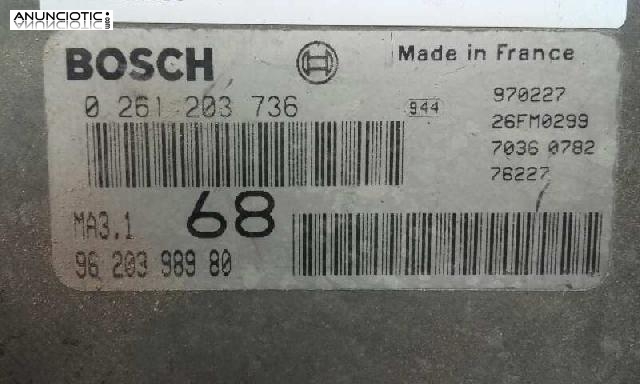 ANUNCIOTIC.com
BOSCH
Made in France
0 261 203 736
944
970227
26FM0299
7036 0782
78227
MA3.1
68
96 203 989 80